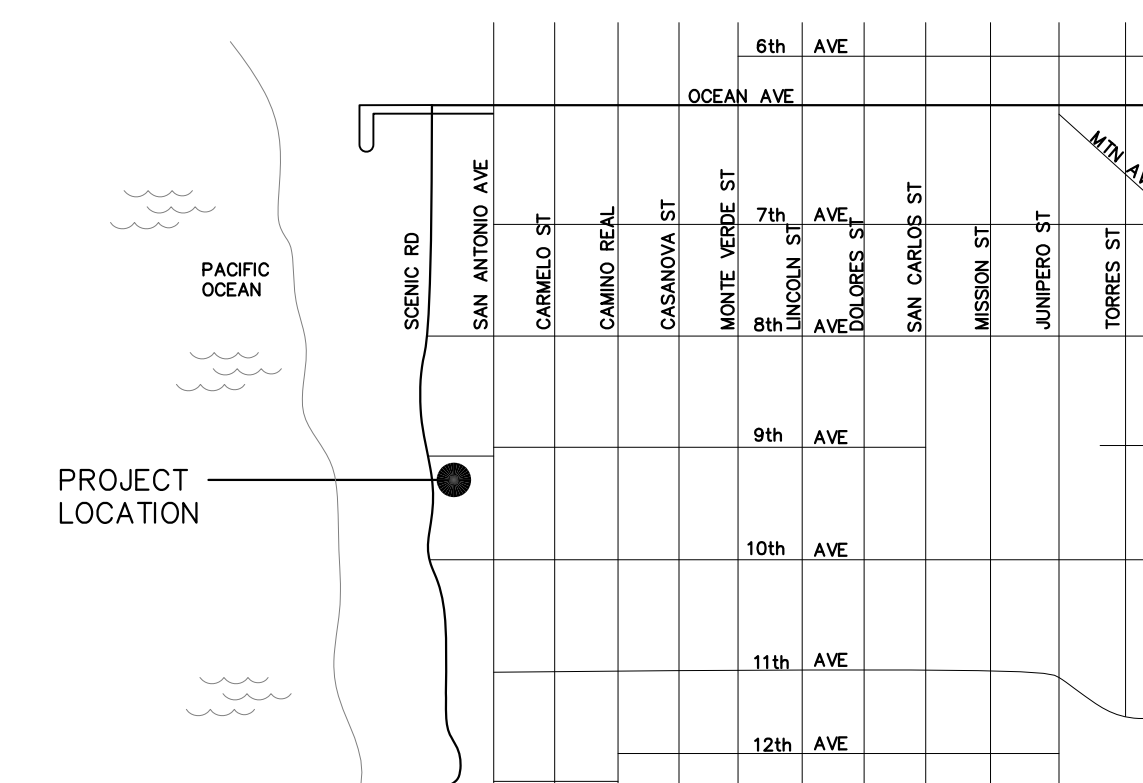 6th AVE
OCEAN AVE
MTN AV
7th AVE
PACIFIC
OCEAN
SCENIC RD
SAN ANTONIO AVE
CARMELO ST
CAMINO REAL
CASANOVA ST
MONTE VERDE ST
LINCOLN ST
DOLORES ST
SAN CARLOS ST
MISSION ST
JUNIPERO ST
TORRES ST
8th AVE
9th AVE
PROJECT
LOCATION
10th AVE
11th AVE
12th AVE